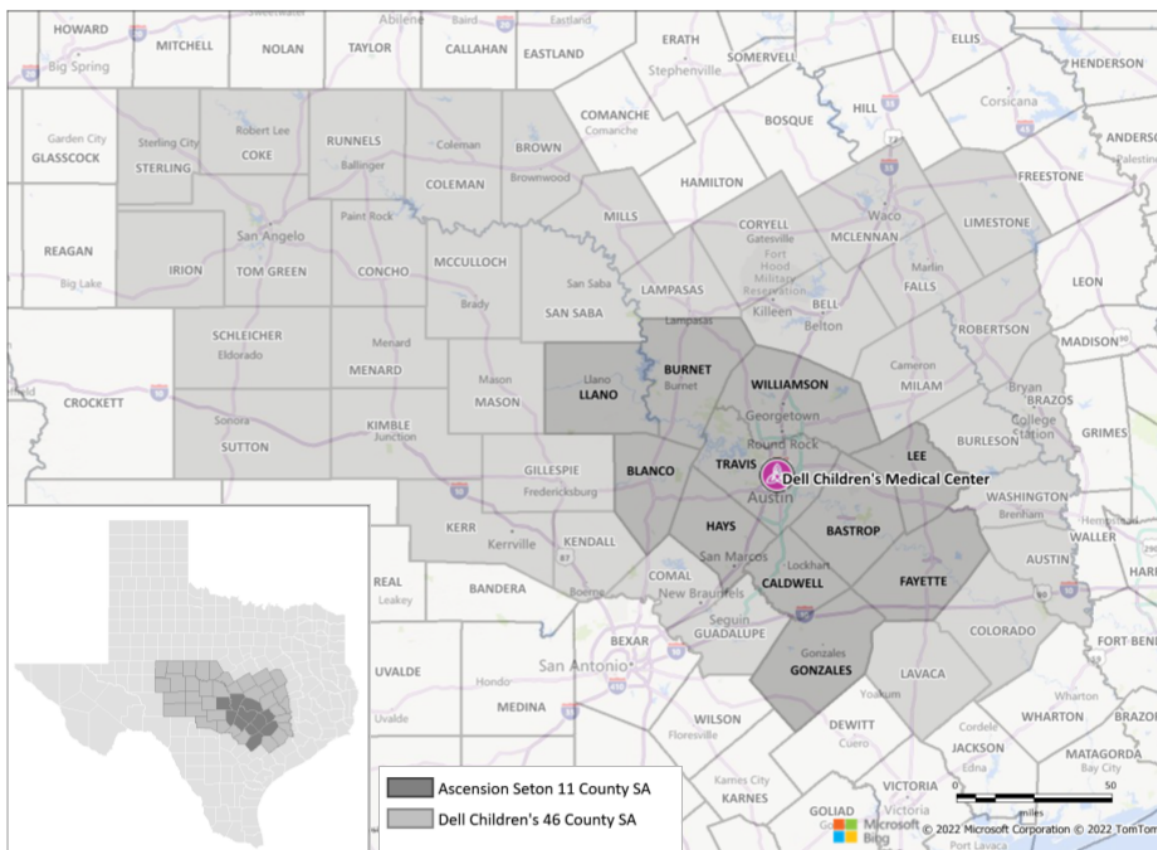 HOWARD
Big Spring
MITCHELL
NOLAN
TAYLOR
Abilene
CALLAHAN
Baird
EASTLAND
Eastland
ERATH
Stephenville
SOMERVELL
ELLIS
HENDERSON
Corsicana
HILL
BOSQUE
COMANCHE
Comanche
HAMILTON
FREESTONE
Garden City
GLASSCOCK
Sterling City
STERLING
Robert Lee
COKE
RUNNELS
Ballinger
Coleman
COLEMAN
BROWN
Brownwood
MILLS
REAGAN
Big Lake
IRION
San Angelo
TOM GREEN
Paint Rock
CONCHO
MCCULLOCH
Brady
San Saba
SAN SABA
LAMPASAS
Lampasas
CORYELL
Gatesville
Fort
Hood
Military
Reservation
Killeen
BELL
Belton
Waco
MCLENNAN
Marlin
FALLS
LIMESTONE
LEON
ROBERTSON
MADISON
CROCKETT
SCHLEICHER
Eldorado
Menard
MENARD
Mason
MASON
Llano
LLANO
BURNET
Burnet
WILLIAMSON
Georgetown
Round Rock
Cameron
MILAM
Bryan
BRAZOS
College
Station
GRIMES
BURLESON
Sonora
SUTTON
KIMBLE
Junction
GILLESPIE
Fredericksburg
BLANCO
TRAVIS
LEE
Dell Children's Medical Center
Austin
WASHINGTON
Brenham
Hempstead
WALLER
KERR
Kerrville
KENDALL
Boerne
87
HAYS
San Marcos
BASTROP
Lockhart
CALDWELL
FAYETTE
AUSTIN
REAL
Leakey
BANDERA
COMAL
New Braunfels
Seguin
GUADALUPE
BEXAR
San Antonio
Gonzales
GONZALES
COLORADO
LAVACA
Yoakum
UVALDE
Uvalde
Hondo
MEDINA
WILSON
Floresville
DEWITT
Cuero
Wharton
WHARTON
Cordele
JACKSON
Edna
MATAGORDA
Bay City
KARNES
Karnes City
GOLIAD
VICTORIA
Victoria
Port Lavaca
0
50
miles
Ascension Seton 11 County SA
Dell Children's 46 County SA
Microsoft
Bing
© 2022 Microsoft Corporation © 2022 TomTom